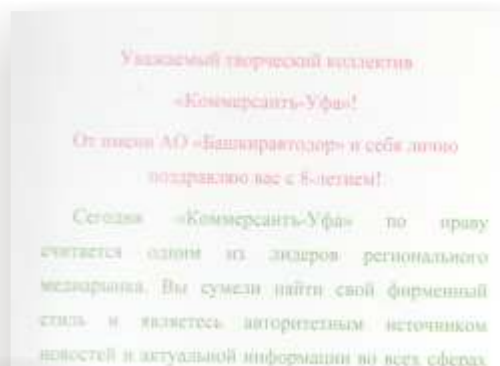 Уважаемый творческий коллектив
«Коммерсантъ-Уфа»!
От имени АО «Башкиравтодор» и себя лично
поздравляю вас с 8-летием!
Сегодня «Коммерсантъ-Уфа» по праву
считается одним из лидеров регионального
медиарынка. Вы сумели найти свой фирменный
стиль и являетесь авторитетным источником
новостей и актуальной информации во всех сферах